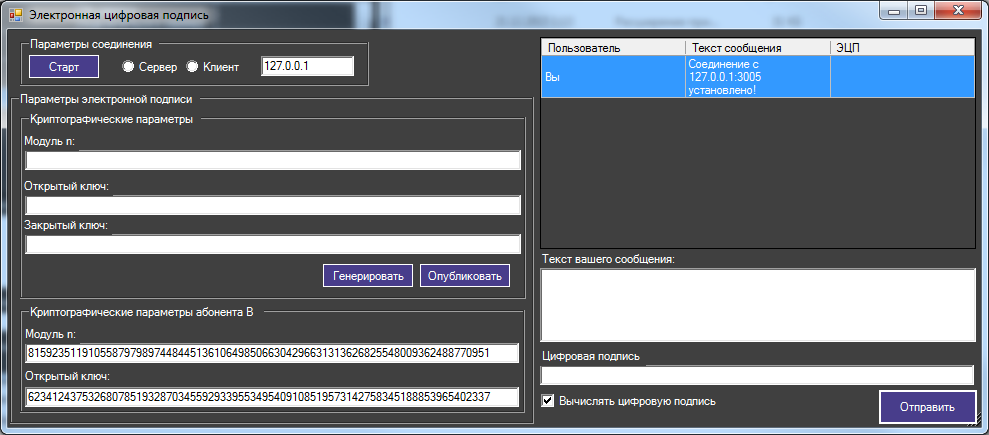 Электронная цифровая подпись
Параметры соединения
Старт
Сервер
Клиент
127.0.0.1
Параметры электронной подписи
Криптографические параметры
Модуль n:
Открытый ключ:
Закрытый ключ:
Генерировать
Опубликовать
Криптографические параметры абонента B
Модуль n:
815923511910558797989744844513610649850663042966313136268255480093624887709​51
Открытый ключ:
62341243753268078519328703455929339553495409108519573142758345188853965402337
Пользователь
Текст сообщения
ЭЦП
Вы
Соединение с
127.0.0.1:3005
установлено!
Текст вашего сообщения:
Цифровая подпись
Вычислять цифровую подпись
Отправить